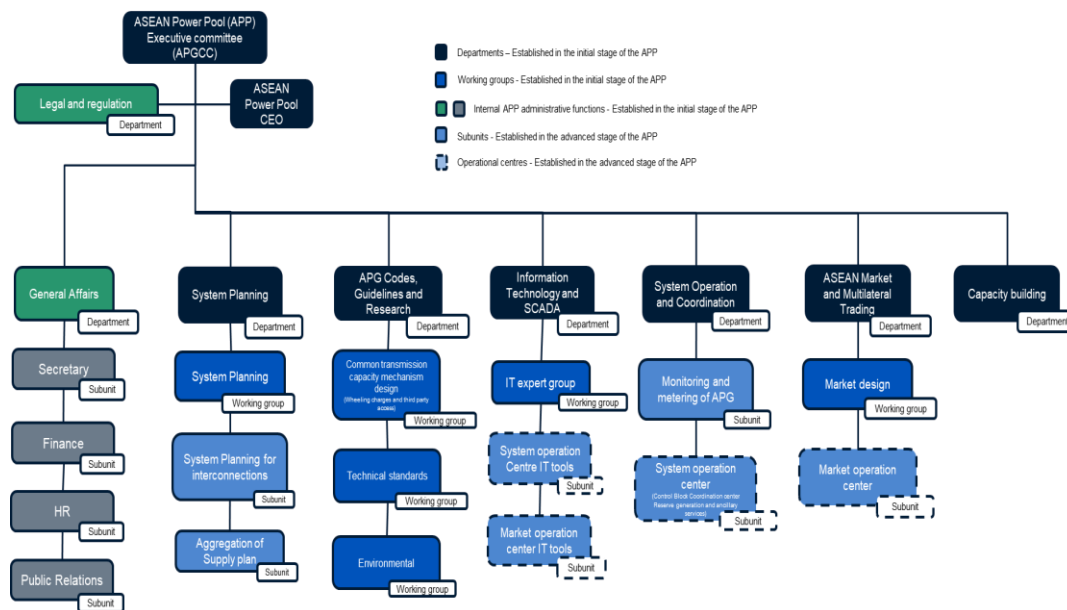 ASEAN Power Pool (APP)
Executive committee
(APGCC)
Legal and regulation
Department
ASEAN
Power Pool
CEO
Departments – Established in the initial stage of the APP
Working groups - Established in the initial stage of the APP
Internal APP administrative functions - Established in the initial stage of the APP
Subunits - Established in the advanced stage of the APP
Operational centres - Established in the advanced stage of the APP
General Affairs
Department
Secretary
Subunit
Finance
Subunit
HR
Subunit
Public Relations
Subunit
System Planning
Department
System Planning
Working group
System Planning for
interconnections
Subunit
Aggregation of
Supply plan
Subunit
APG Codes,
Guidelines and
Research
Department
Common transmission
capacity mechanism
design
(Wheeling charges and third party
access)
Working group
Technical standards
Working group
Environmental
Working group
Information
Technology and
SCADA
Department
IT expert group
Working group
System operation
Centre IT tools
Subunit
Market operation
center IT tools
Subunit
System Operation
and Coordination
Department
Monitoring and
metering of APG
Subunit
System operation
center
(Control Block Coordination center
Reserve generation and ancillary
services)
Subunit
ASEAN Market
and Multilateral
Trading
Department
Market design
Working group
Market operation
center
Subunit
Capacity building
Department